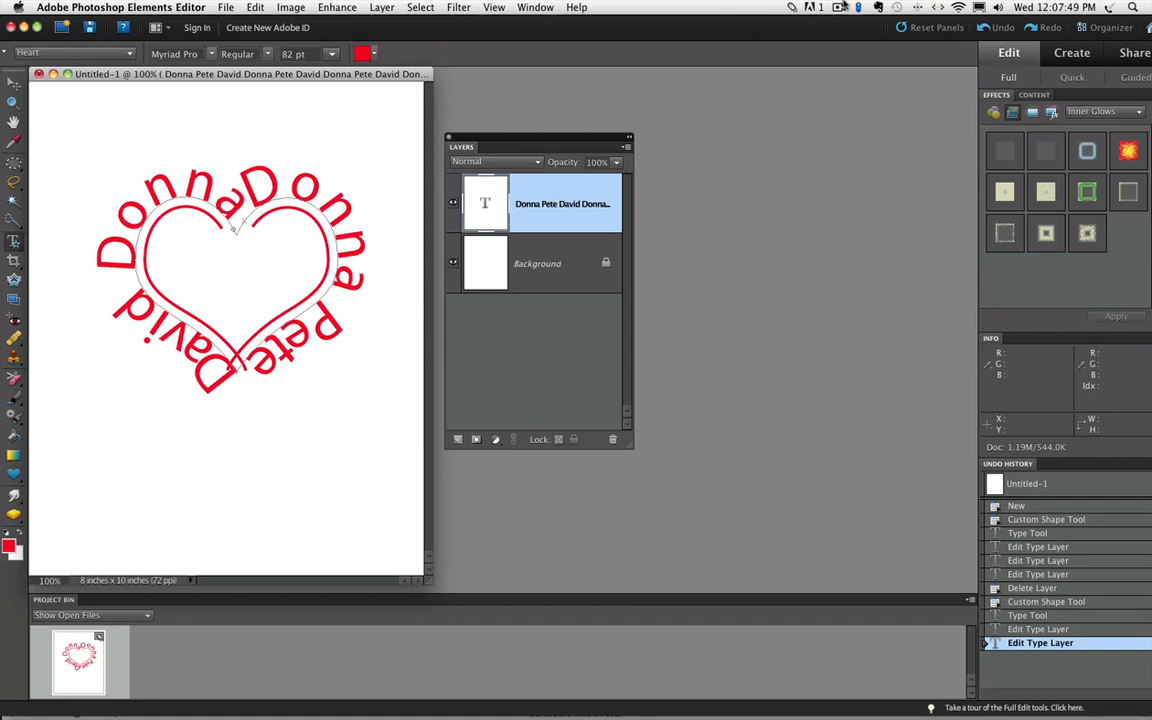 Adobe Photoshop Elements Editor File Edit Image Enhance Layer Select Filter View Window Help 1 Wed 12:07:49 PM
Sign In Create New Adobe ID Reset Panels Undo Redo Organizer
Heart Myriad Pro Regular 82 pt Edit Create Share
Untitled-1 @ 100% ( Donna Pete David Donna Pete David Donna Pete David Don...
Full Quick Guided
EFFECTS CONTENT
Inner Glows
Donna
Donna
Pete
David
LAYERS
Normal Opacity: 100%
T Donna Pete David Donna...
Background
Lock:
Apply
INFO
R: R:
G: G:
B: B:
Idx:
X: W:
Y: H:
Doc: 1.19M/544.0K
UNDO HISTORY
Untitled-1
New
Custom Shape Tool
Type Tool
Edit Type Layer
Edit Type Layer
Edit Type Layer
Delete Layer
Custom Shape Tool
Type Tool
Edit Type Layer
Edit Type Layer
100% 8 inches x 10 inches (72 ppi)
PROJECT BIN
Show Open Files
Take a tour of the Full Edit tools. Click here.